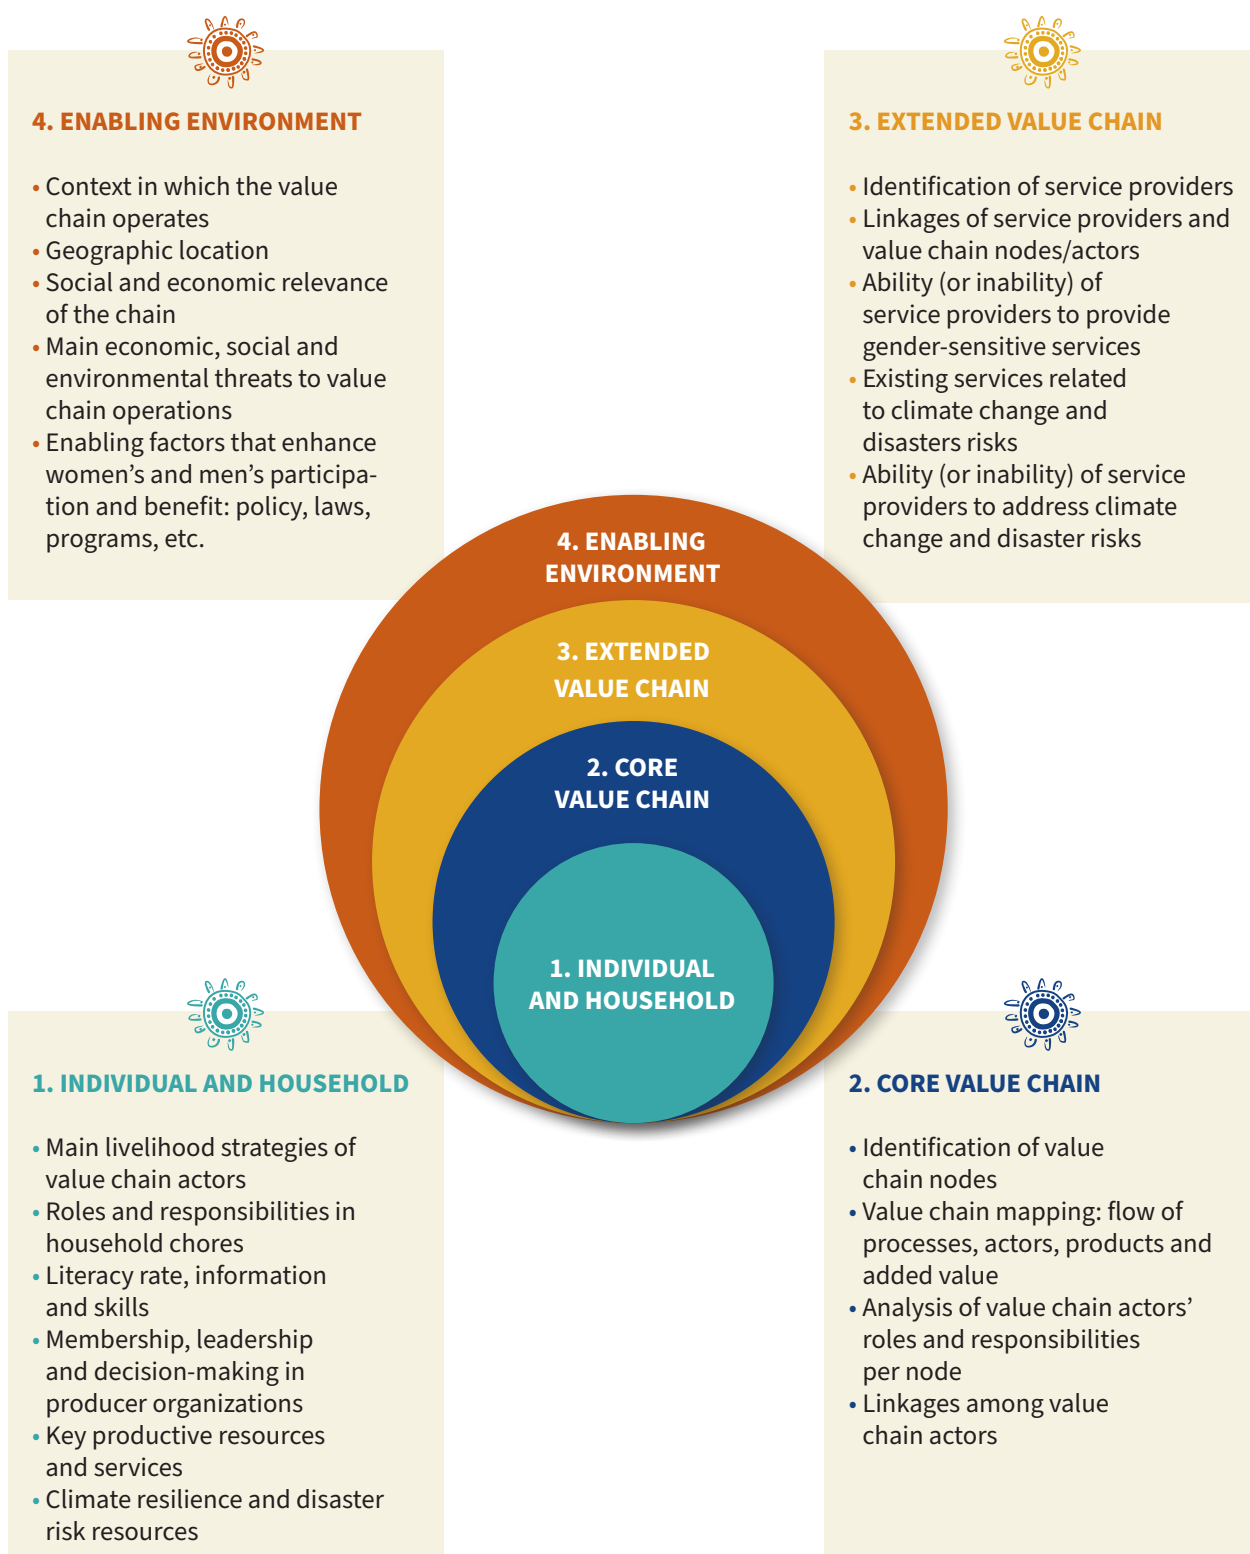 4. ENABLING ENVIRONMENT
• Context in which the value
chain operates
• Geographic location
• Social and economic relevance
of the chain
• Main economic, social and
environmental threats to value
chain operations
• Enabling factors that enhance
women’s and men’s participa-
tion and benefit: policy, laws,
programs, etc.
3. EXTENDED VALUE CHAIN
• Identification of service providers
• Linkages of service providers and
value chain nodes/actors
• Ability (or inability) of
service providers to provide
gender-sensitive services
• Existing services related
to climate change and
disasters risks
• Ability (or inability) of service
providers to address climate
change and disaster risks
4. ENABLING
ENVIRONMENT
3. EXTENDED
VALUE CHAIN
2. CORE
VALUE CHAIN
1. INDIVIDUAL
AND HOUSEHOLD
1. INDIVIDUAL AND HOUSEHOLD
• Main livelihood strategies of
value chain actors
• Roles and responsibilities in
household chores
• Literacy rate, information
and skills
• Membership, leadership
and decision-making in
producer organizations
• Key productive resources
and services
• Climate resilience and disaster
risk resources
2. CORE VALUE CHAIN
• Identification of value
chain nodes
• Value chain mapping: flow of
processes, actors, products and
added value
• Analysis of value chain actors’
roles and responsibilities
per node
• Linkages among value
chain actors